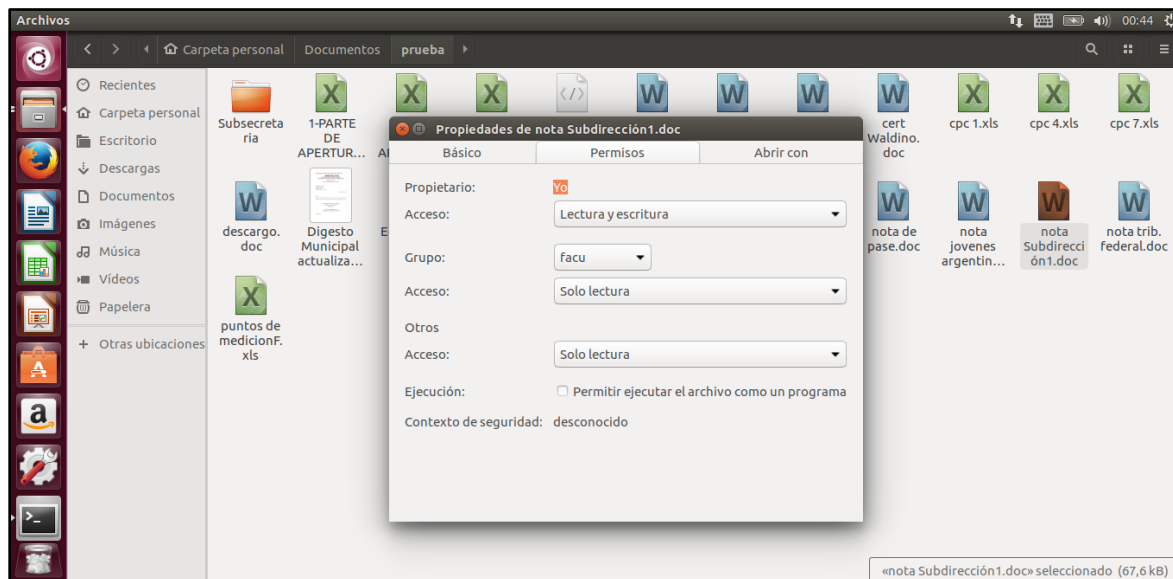 Archivos
00:44
Carpeta personal
Documentos
prueba
Recientes
Carpeta personal
Escritorio
Descargas
Documentos
Imágenes
Música
Vídeos
Papelera
+ Otras ubicaciones
Subsecreta
ria
1-PARTE
DE
APERTUR...
cert
Waldino.
doc
cpc 1.xls
cpc 4.xls
cpc 7.xls
descargo.
doc
Digesto
Municipal
actualiza...
nota de
pase.doc
nota
jovenes
argentin...
nota
Subdirecci
ón1.doc
nota trib.
federal.doc
puntos de
medicionF.
xls
Propiedades de nota Subdirección1.doc
Básico
Permisos
Abrir con
Propietario: Yo
Acceso: Lectura y escritura
Grupo: facu
Acceso: Solo lectura
Otros
Acceso: Solo lectura
Ejecución: Permitir ejecutar el archivo como un programa
Contexto de seguridad: desconocido
«nota Subdirección1.doc» seleccionado (67,6 kB)